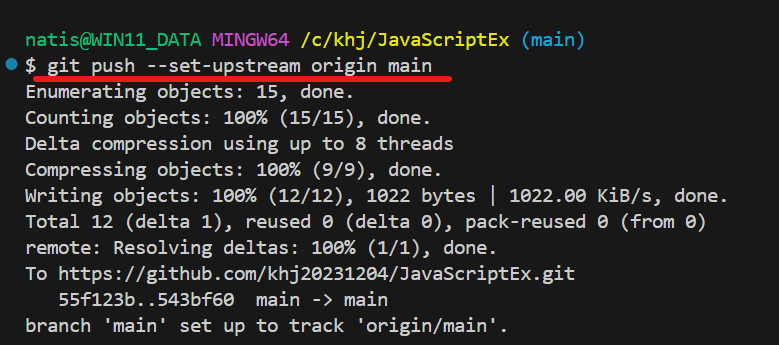 natis@WIN11_DATA MINGW64 /c/khj/JavaScriptEx (main)
$ git push --set-upstream origin main
Enumerating objects: 15, done.
Counting objects: 100% (15/15), done.
Delta compression using up to 8 threads
Compressing objects: 100% (9/9), done.
Writing objects: 100% (12/12), 1022 bytes | 1022.00 KiB/s, done.
Total 12 (delta 1), reused 0 (delta 0), pack-reused 0 (from 0)
remote: Resolving deltas: 100% (1/1), done.
To https://github.com/khj20231204/JavaScriptEx.git
   55f123b..543bf60  main -> main
branch 'main' set up to track 'origin/main'.